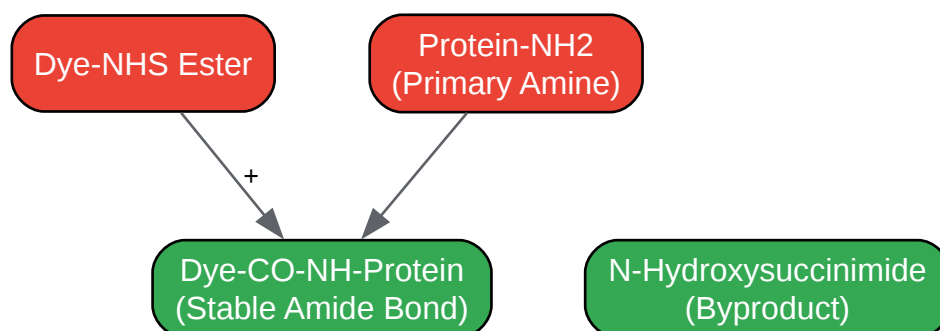 Dye-NHS Ester
Protein-NH2
(Primary Amine)
+
Dye-CO-NH-Protein
(Stable Amide Bond)
N-Hydroxysuccinimide
(Byproduct)